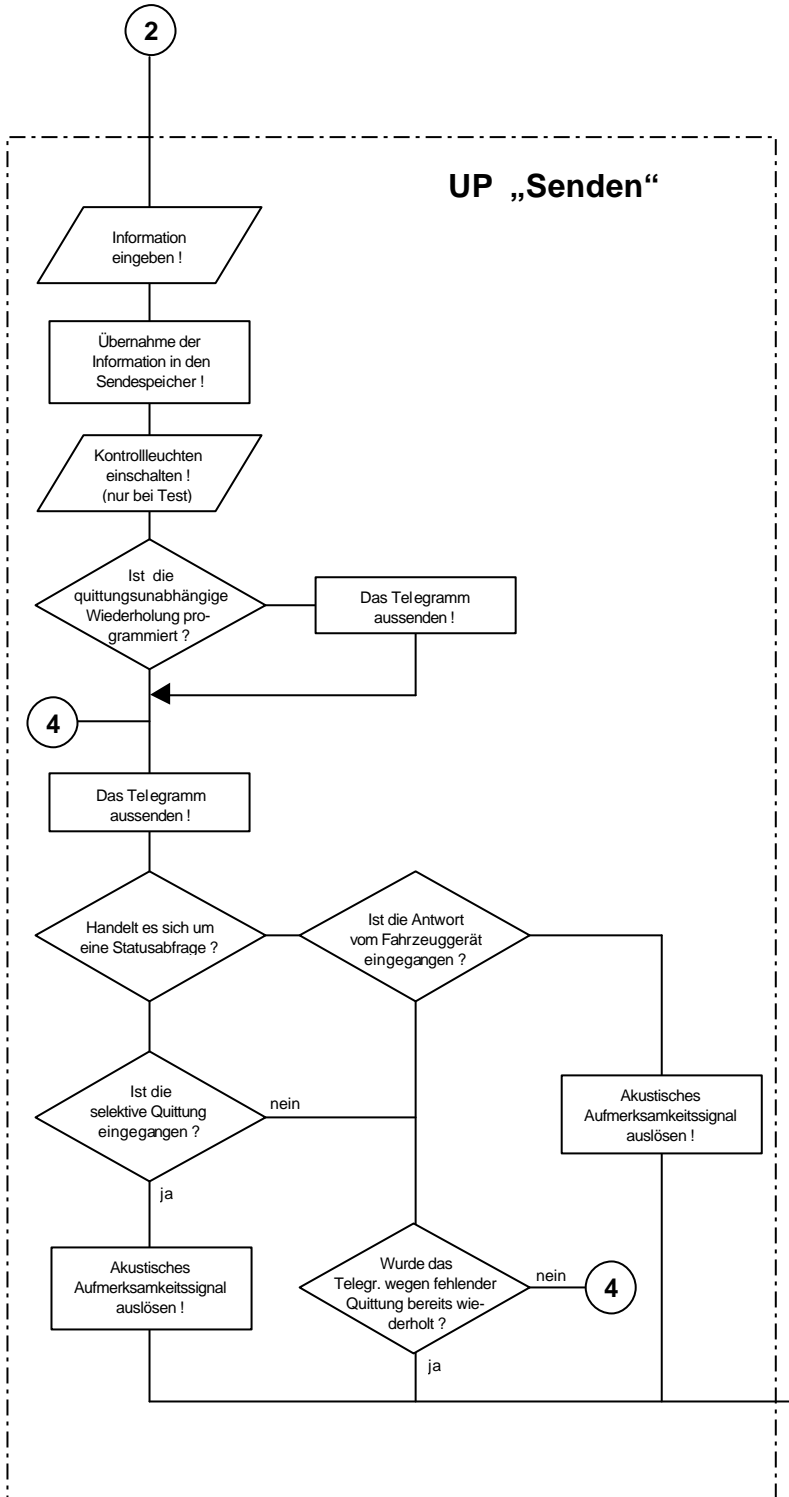 2
UP „Senden“
Information
eingeben !
Übernahme der
Information in den
Sendespeicher !
Kontrollleuchten
einschalten !
(nur bei Test)
Ist die
quittungsunabhängige
Wiederholung pro-
grammiert ?
Das Telegramm
aussenden !
4
Das Telegramm
aussenden !
Handelt es sich um
eine Statusabfrage ?
Ist die Antwort
vom Fahrzeuggerät
eingegangen ?
Ist die
selektive Quittung
eingegangen ?
nein
ja
Akustisches
Aufmerksamkeitssignal
auslösen !
Akustisches
Aufmerksamkeitssignal
auslösen !
Wurde das
Telegr. wegen fehlender
Quittung bereits wie-
derholt ?
nein
4
ja